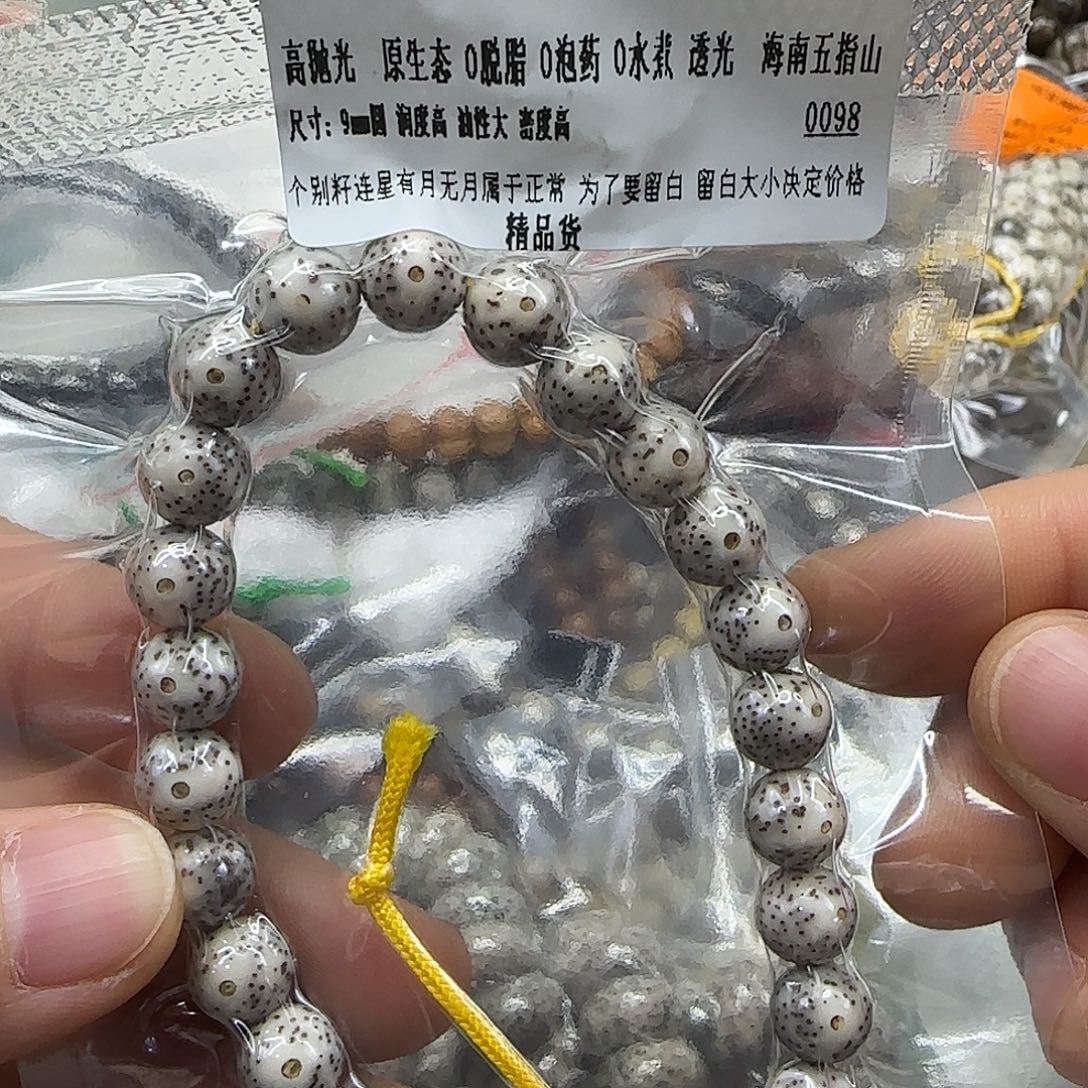 高抛光 原生态 0脱脂 0泡药 0水煮 透光 海南五指山
尺寸：9mm圆 润度高 油性大 密度高 0098
个别籽连星有月无月属于正常 为了要留白 留白大小决定价格
精品货